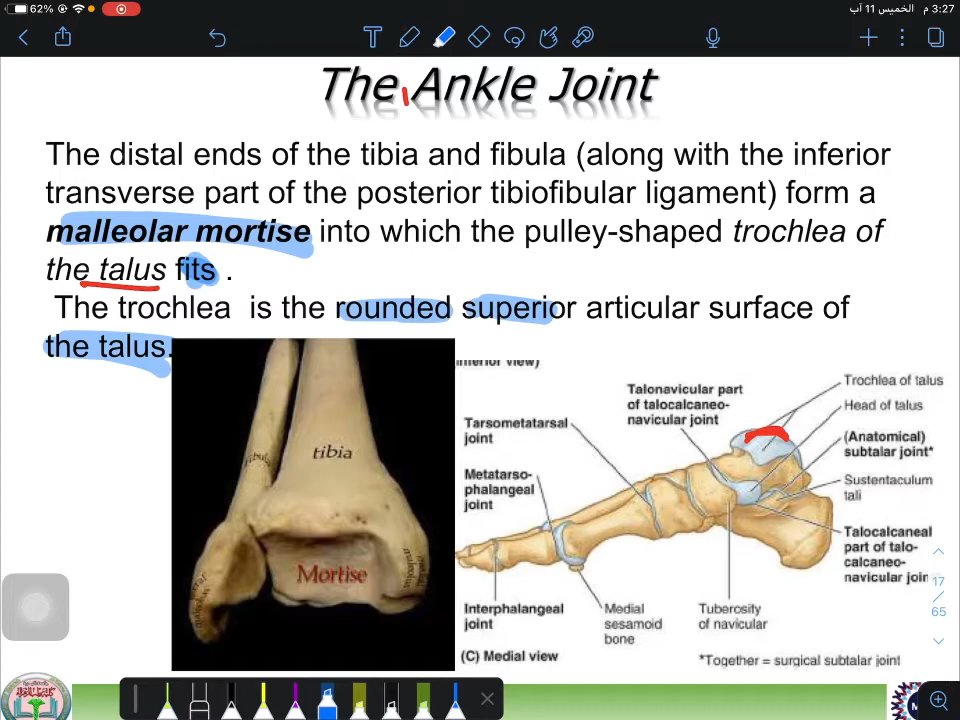 62%
3:27 م الخميس 11 آب
The Ankle Joint
The distal ends of the tibia and fibula (along with the inferior
transverse part of the posterior tibiofibular ligament) form a
malleolar mortise into which the pulley-shaped trochlea of
the talus fits .
The trochlea is the rounded superior articular surface of
the talus.
fibula
tibia
Mortise
malleolus
view)
Talonavicular part
of talocalcaneo-
navicular joint
Trochlea of talus
Head of talus
(Anatomical)
subtalar joint*
Sustentaculum
tali
Talocalcaneal
part of talo-
calcaneo-
navicular join
Tarsometatarsal
joint
Metatarso-
phalangeal
joint
Interphalangeal
joint
Medial
sesamoid
bone
Tuberosity
of navicular
(C) Medial view
*Together = surgical subtalar joint
17
/
65
M